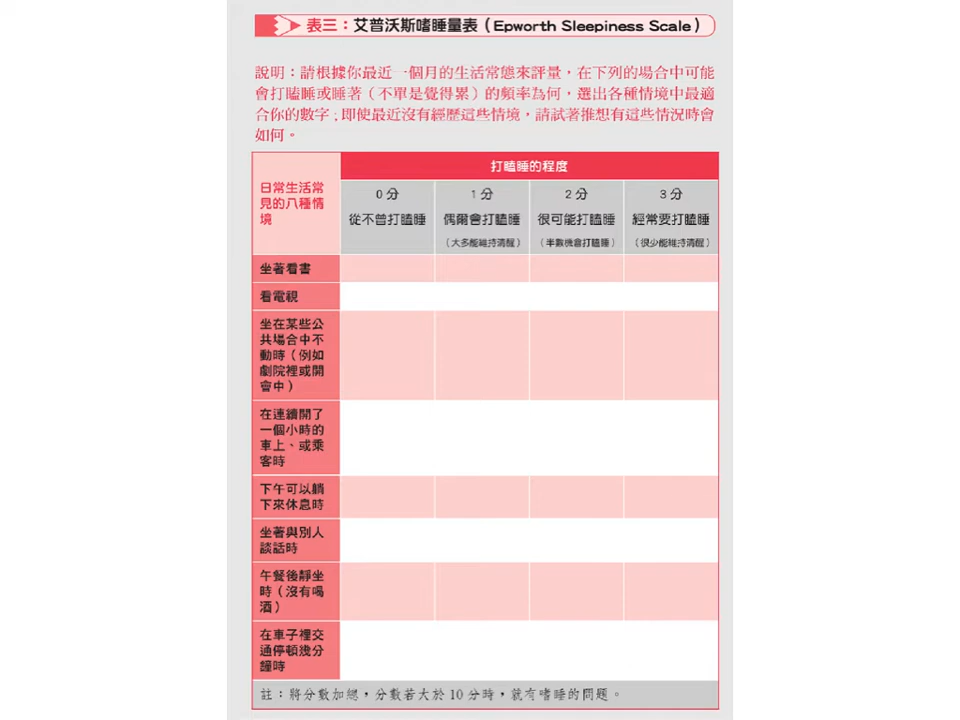 表三：艾普沃斯嗜睡量表（Epworth Sleepiness Scale）
說明：請根據你最近一個月的生活常態來評量，在下列的場合中可能
會打瞌睡或睡著（不單是覺得累）的頻率為何，選出各種情境中最適
合你的數字；即使最近沒有經歷這些情境，請試著推想有這些情況時會
如何。
日常生活常
見的八種情
境
打瞌睡的程度
0 分
從不曾打瞌睡
1 分
偶爾會打瞌睡
（大多能維持清醒）
2 分
很可能打瞌睡
（半數機會打瞌睡）
3 分
經常要打瞌睡
（很少能維持清醒）
坐著看書
看電視
坐在某些公
共場合中不
動時（例如
劇院裡或開
會中）
在連續開了
一個小時的
車上、或乘
客時
下午可以躺
下來休息時
坐著與別人
談話時
午餐後靜坐
時（沒有喝
酒）
在車子裡交
通停頓幾分
鐘時
註：將分數加總，分數若大於 10 分時，就有嗜睡的問題。